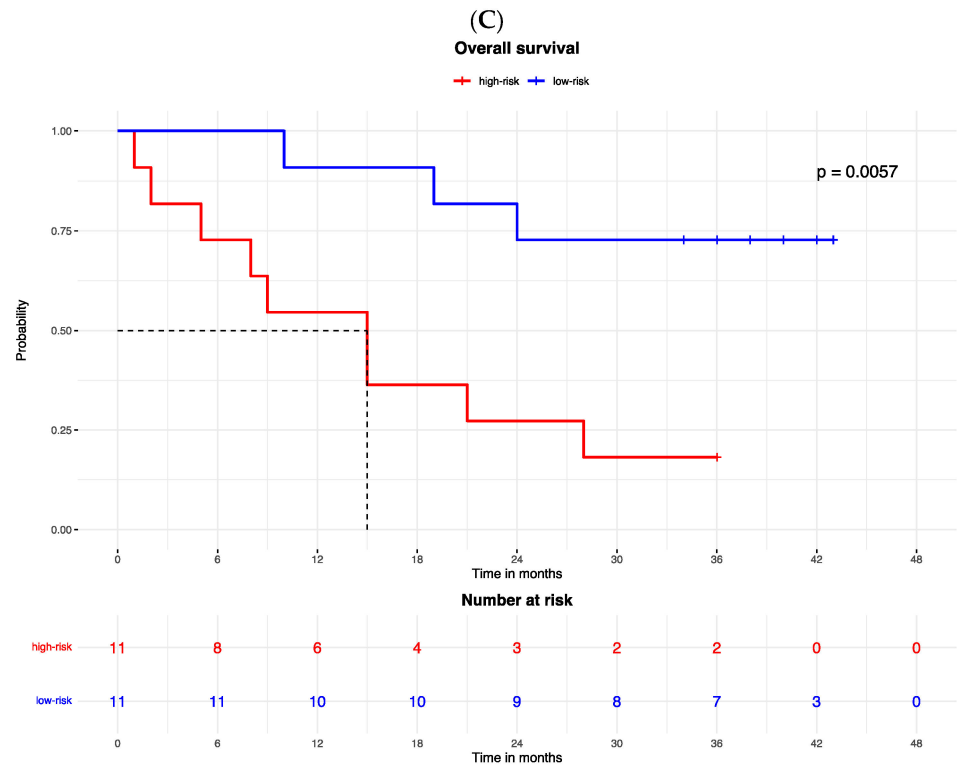 (C)
Overall survival
high-risk low-risk
p = 0.0057
1.00
0.75
0.50
0.25
0.00
Probability
0 6 12 18 24 30 36 42 48
Time in months
Number at risk
high-risk 11 8 6 4 3 2 2 0 0
low-risk 11 11 10 10 9 8 7 3 0
0 6 12 18 24 30 36 42 48
Time in months